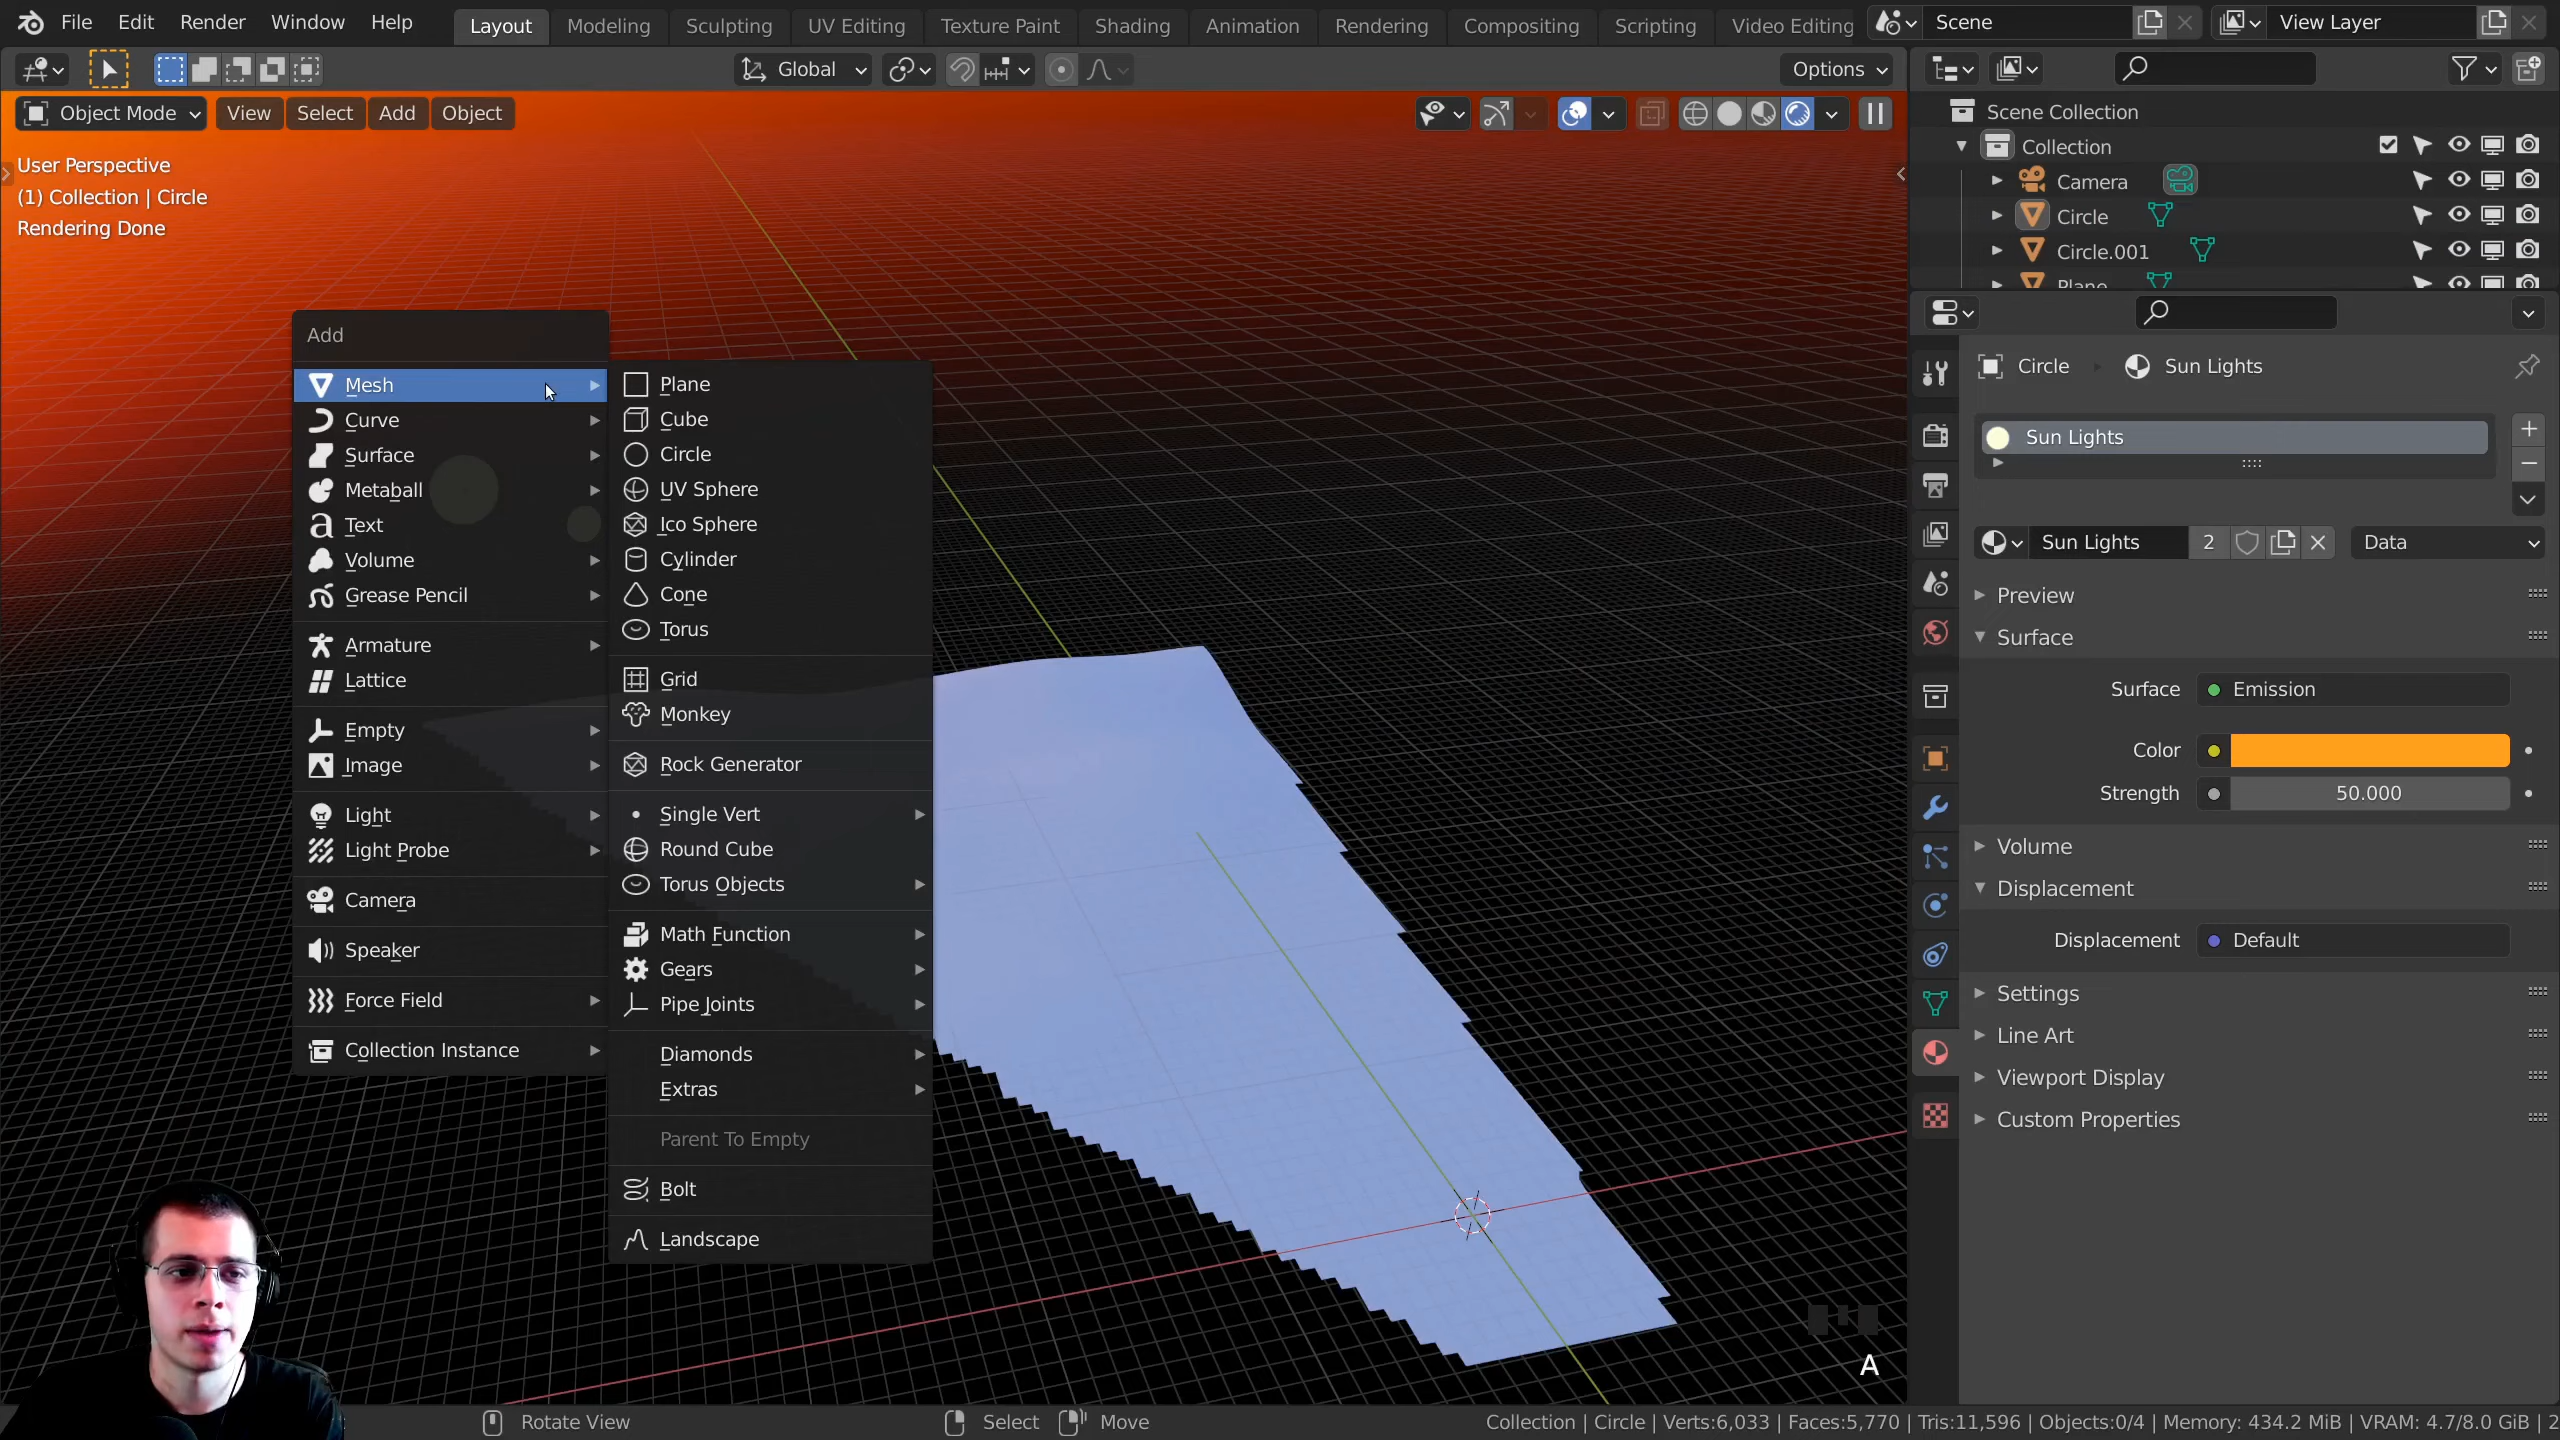 File Edit Render Window Help Layout Modeling Sculpting UV Editing Texture Paint Shading Animation Rendering Compositing Scripting Video Editing Scene View Layer
Global Options
Object Mode View Select Add Object
User Perspective
(1) Collection | Circle
Rendering Done
Add
Mesh
Curve
Surface
Metaball
Text
Volume
Grease Pencil
Armature
Lattice
Empty
Image
Light
Light Probe
Camera
Speaker
Force Field
Collection Instance
Plane
Cube
Circle
UV Sphere
Ico Sphere
Cylinder
Cone
Torus
Grid
Monkey
Rock Generator
Single Vert
Round Cube
Torus Objects
Math Function
Gears
Pipe Joints
Diamonds
Extras
Parent To Empty
Bolt
Landscape
Scene Collection
Collection
Camera
Circle
Circle.001
Plane
Circle Sun Lights
Sun Lights
Sun Lights 2 Data
Preview
Surface
Surface Emission
Color
Strength 50.000
Volume
Displacement
Displacement Default
Settings
Line Art
Viewport Display
Custom Properties
A
Rotate View Select Move Collection | Circle | Verts:6,033 | Faces:5,770 | Tris:11,596 | Objects:0/4 | Memory: 434.2 MiB | VRAM: 4.7/8.0 GiB | 2